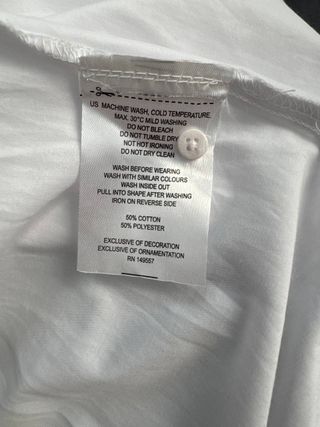 US MACHINE WASH, COLD TEMPERATURE,
MAX. 30°C MILD WASHING
DO NOT BLEACH
DO NOT TUMBLE DRY
NOT HOT IRONING
DO NOT DRY CLEAN
WASH BEFORE WEARING
WASH WITH SIMILAR COLOURS
WASH INSIDE OUT
PULL INTO SHAPE AFTER WASHING
IRON ON REVERSE SIDE
50% COTTON
50% POLYESTER
EXCLUSIVE OF DECORATION
EXCLUSIVE OF ORNAMENTATION
RN 149557